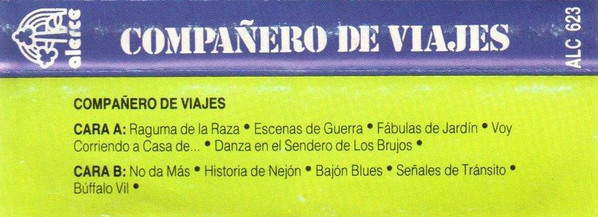 alerce
COMPAÑERO DE VIAJES
ALC 623
COMPAÑERO DE VIAJES
CARA A: Raguma de la Raza • Escenas de Guerra • Fábulas de Jardín • Voy
Corriendo a Casa de... • Danza en el Sendero de Los Brujos •
CARA B: No da Más • Historia de Nejón • Bajón Blues • Señales de Tránsito •
Búffalo Vil •